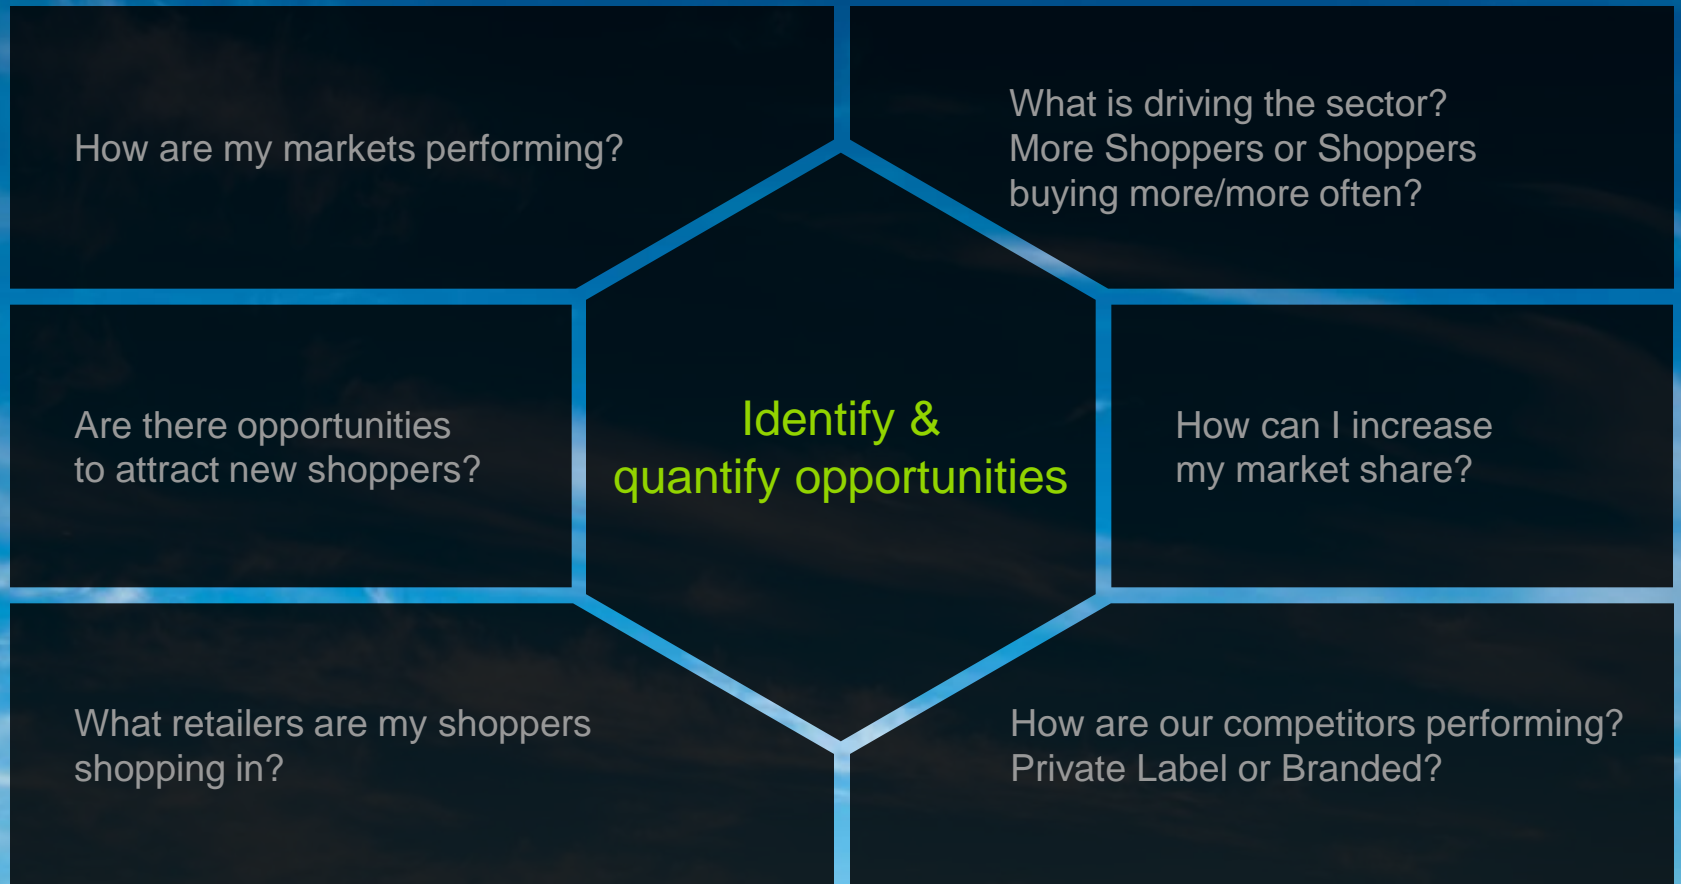 How are my markets performing?
What is driving the sector?
More Shoppers or Shoppers
buying more/more often?
Are there opportunities
to attract new shoppers?
Identify &
quantify opportunities
How can I increase
my market share?
What retailers are my shoppers
shopping in?
How are our competitors performing?
Private Label or Branded?